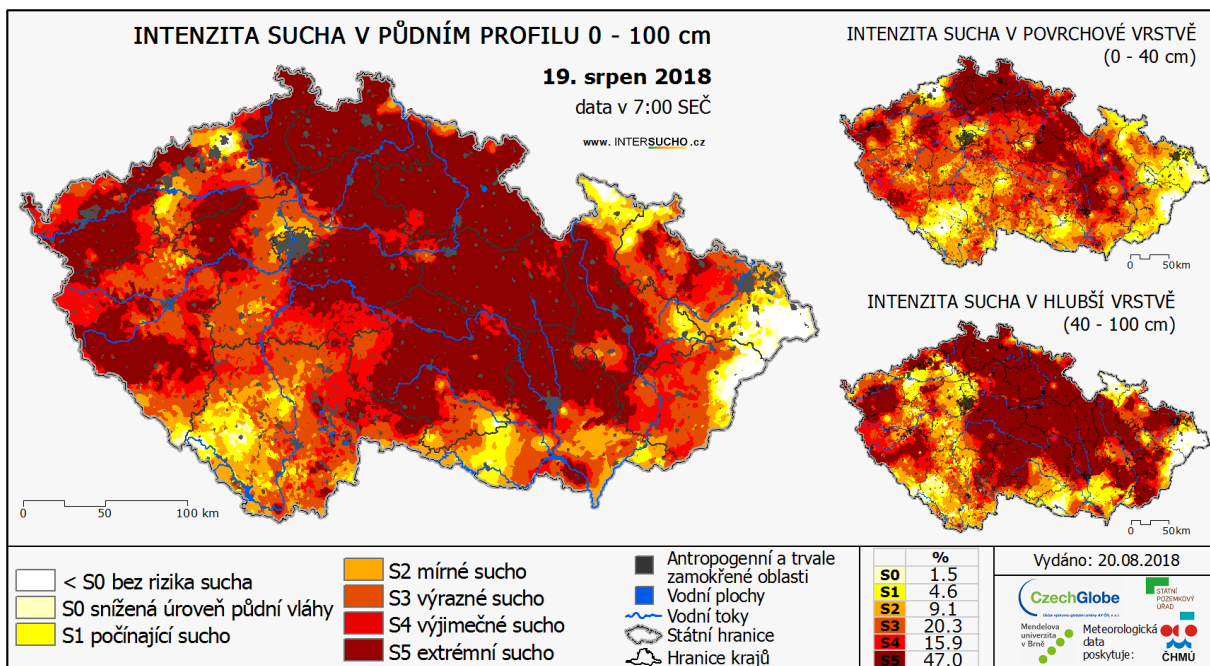 INTENZITA SUCHA V PŮDNÍM PROFILU 0 - 100 cm
19. srpen 2018
data v 7:00 SEČ
www. INTERSUCHO .cz
0 50 100 km
INTENZITA SUCHA V POVRCHOVÉ VRSTVĚ
(0 - 40 cm)
0 50km
INTENZITA SUCHA V HLUBŠÍ VRSTVĚ
(40 - 100 cm)
0 50km
< S0 bez rizika sucha
S0 snížená úroveň půdní vláhy
S1 počínající sucho
S2 mírné sucho
S3 výrazné sucho
S4 výjimečné sucho
S5 extrémní sucho
Antropogenní a trvale
zamokřené oblasti
Vodní plochy
Vodní toky
Státní hranice
Hranice krajů
%
S0 1.5
S1 4.6
S2 9.1
S3 20.3
S4 15.9
S5 47.0
Vydáno: 20.08.2018
CzechGlobe
STÁTNÍ
POZEMKOVÝ
ÚŘAD
Mendelova
univerzita
v Brně
Meteorologická
data
poskytuje:
ČHMÚ